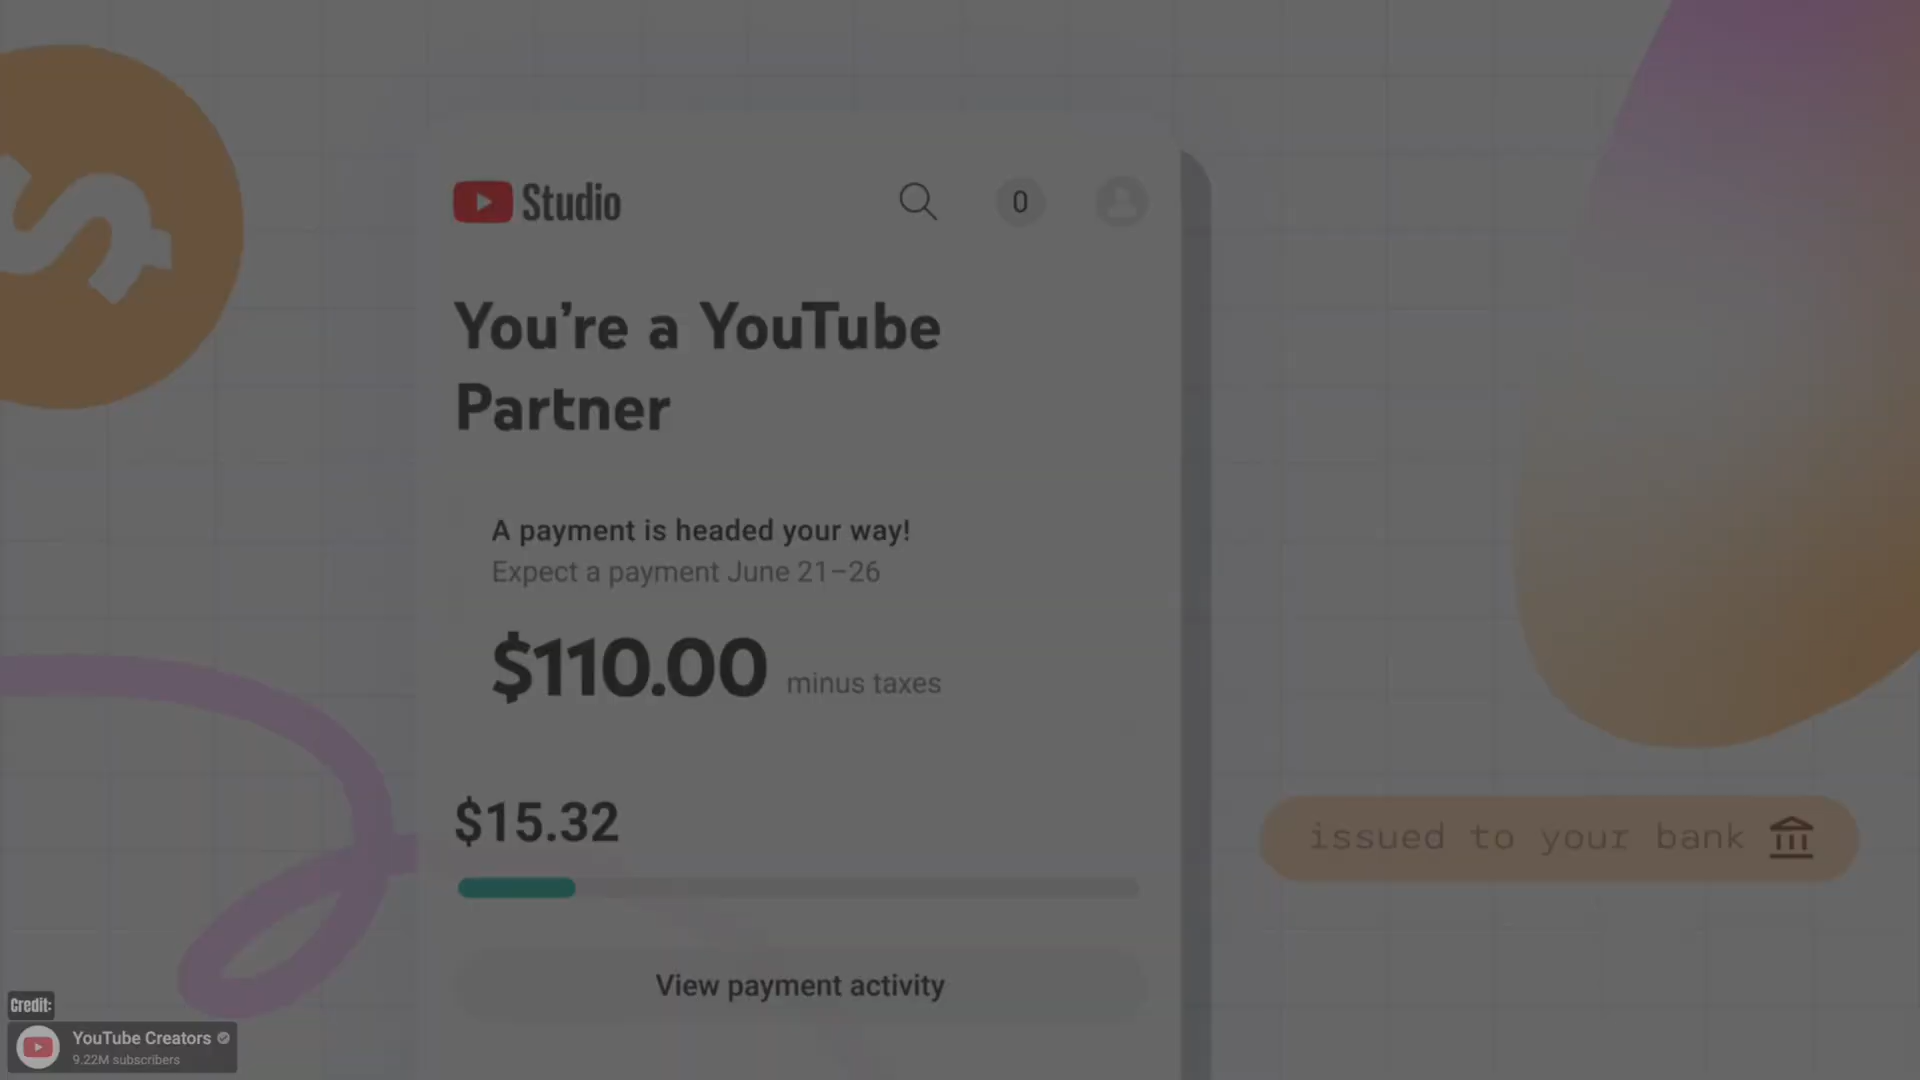 Studio
0
You’re a YouTube
Partner
A payment is headed your way!
Expect a payment June 21–26
$110.00 minus taxes
$15.32
issued to your bank
View payment activity
Credit:
YouTube Creators
9.22M subscribers